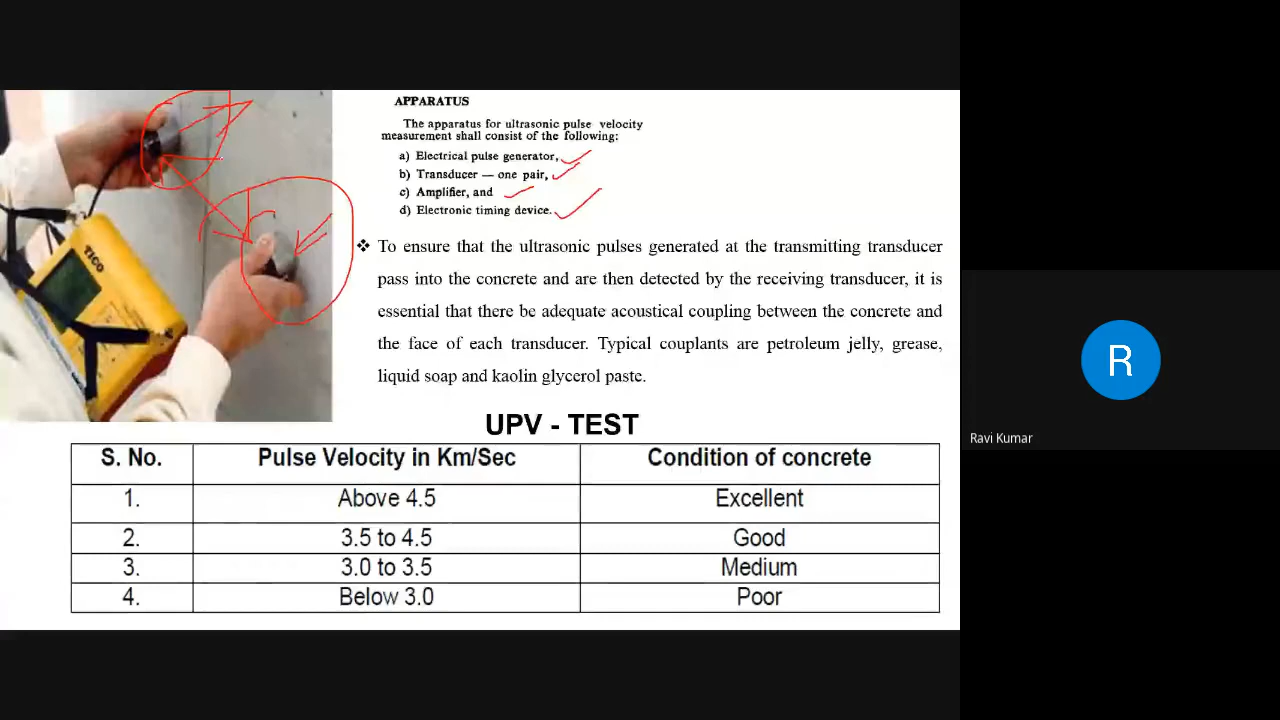 APPARATUS
The apparatus for ultrasonic pulse velocity
measurement shall consist of the following:
a) Electrical pulse generator,
b) Transducer — one pair,
c) Amplifier, and
d) Electronic timing device.
TICO
❖ To ensure that the ultrasonic pulses generated at the transmitting transducer
pass into the concrete and are then detected by the receiving transducer, it is
essential that there be adequate acoustical coupling between the concrete and
the face of each transducer. Typical couplants are petroleum jelly, grease,
liquid soap and kaolin glycerol paste.
UPV - TEST
S. No. Pulse Velocity in Km/Sec Condition of concrete
1. Above 4.5 Excellent
2. 3.5 to 4.5 Good
3. 3.0 to 3.5 Medium
4. Below 3.0 Poor
R
Ravi Kumar